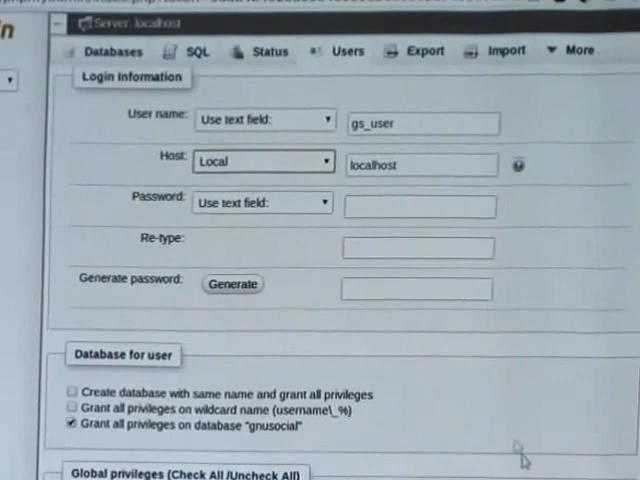 Server: localhost
Databases SQL Status Users Export Import More
Login Information
User name: Use text field: gs_user
Host: Local localhost
Password: Use text field:
Re-type:
Generate password: Generate
Database for user
Create database with same name and grant all privileges
Grant all privileges on wildcard name (username\_%)
Grant all privileges on database "gnusocial"
Global privileges (Check All /Uncheck All)